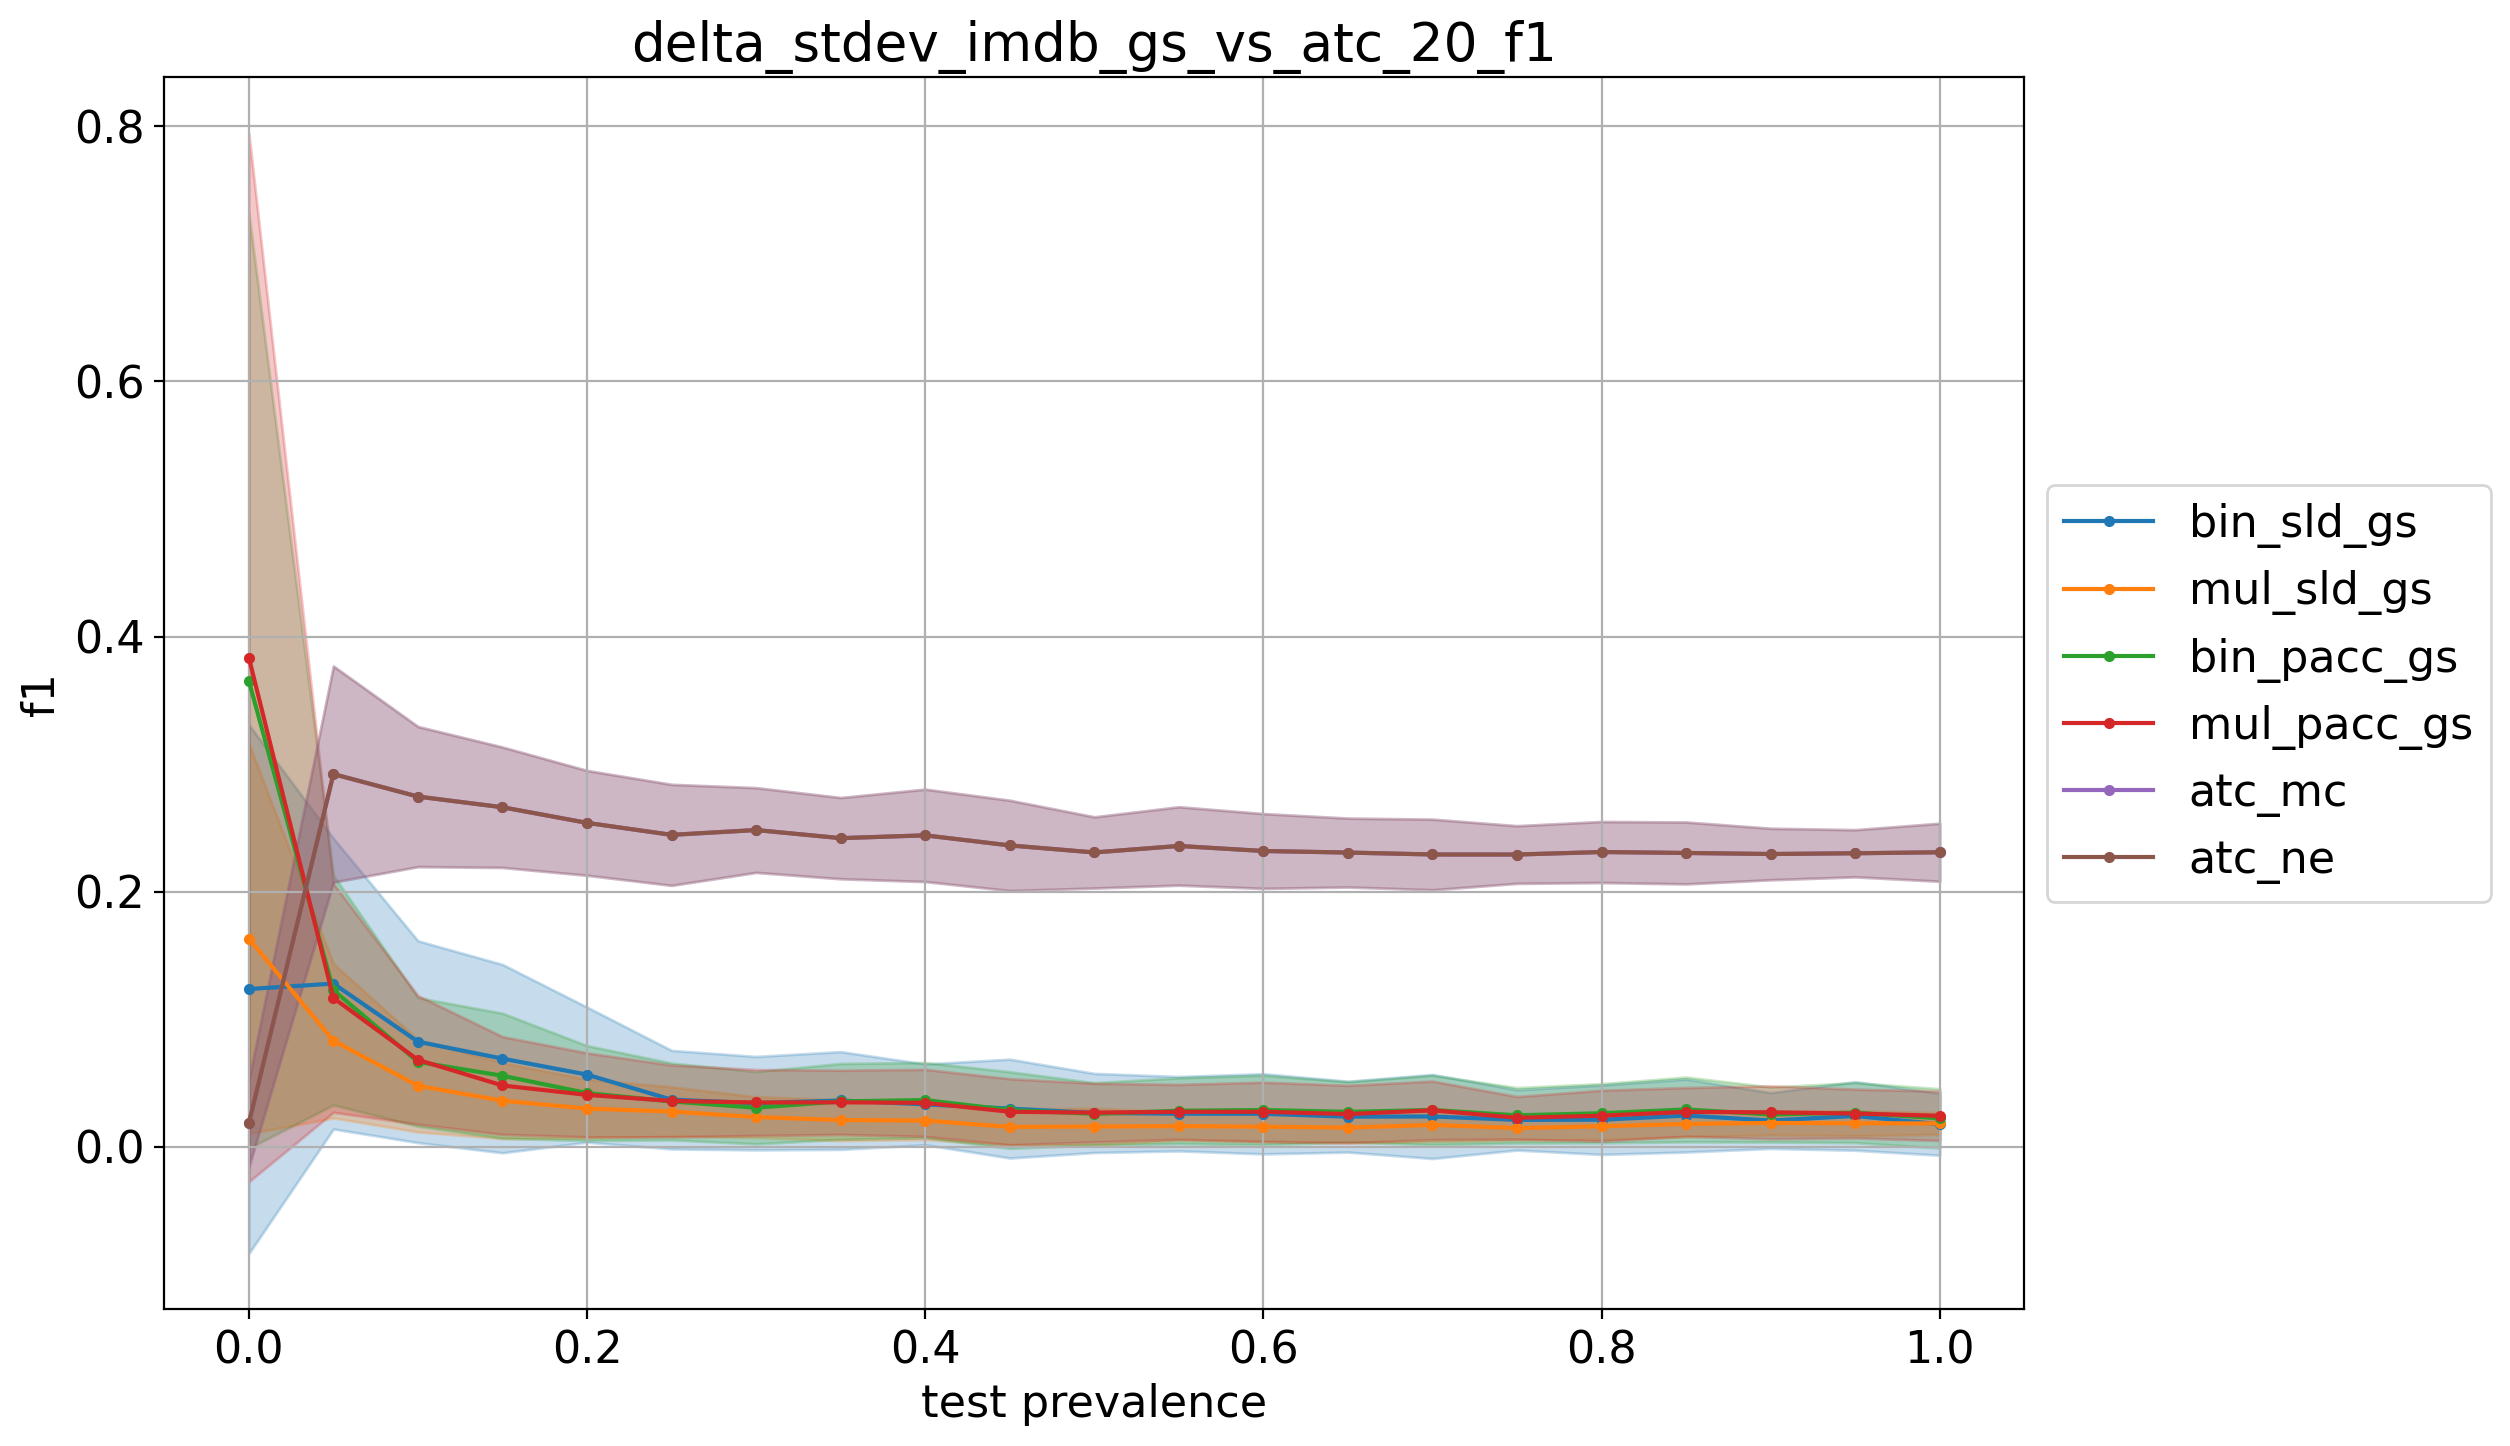 delta_stdev_imdb_gs_vs_atc_20_f1
0.8
0.6
0.4
0.2
0.0
f1
0.0 0.2 0.4 0.6 0.8 1.0
test prevalence
bin_sld_gs
mul_sld_gs
bin_pacc_gs
mul_pacc_gs
atc_mc
atc_ne